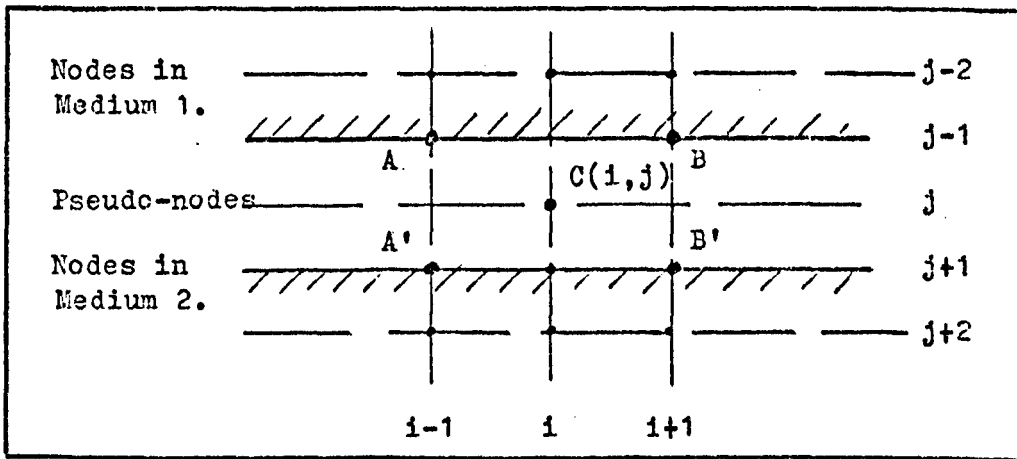 Nodes in
Medium 1.
j-2
j-1
A
B
C(i,j)
Pseudo-nodes
j
A'
B'
Nodes in
Medium 2.
j+1
j+2
i-1
i
i+1